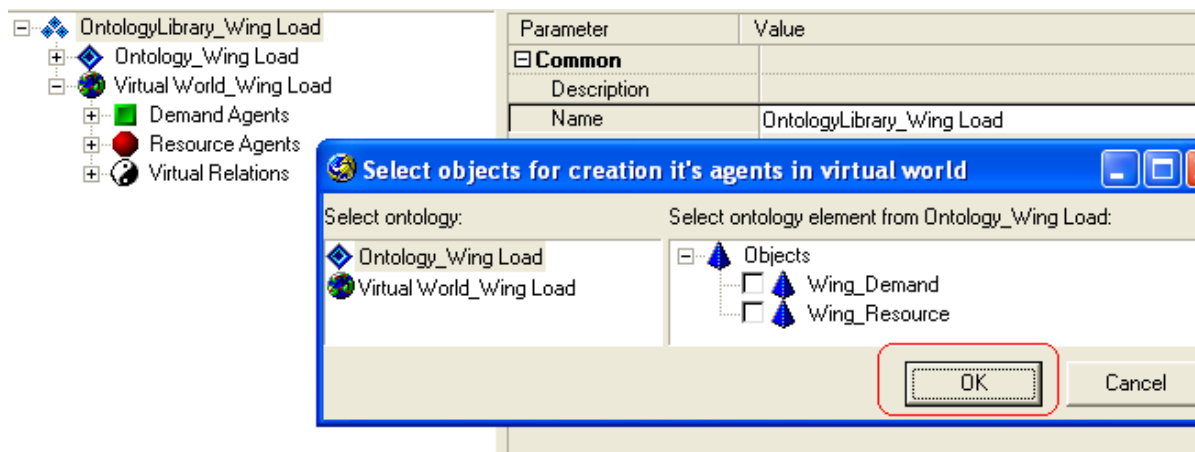 OntologyLibrary_Wing Load
Ontology_Wing Load
Virtual World_Wing Load
Demand Agents
Resource Agents
Virtual Relations
Parameter Value
Common
Description
Name OntologyLibrary_Wing Load
Select objects for creation it's agents in virtual world
Select ontology:
Ontology_Wing Load
Virtual World_Wing Load
Select ontology element from Ontology_Wing Load:
Objects
Wing_Demand
Wing_Resource
OK Cancel